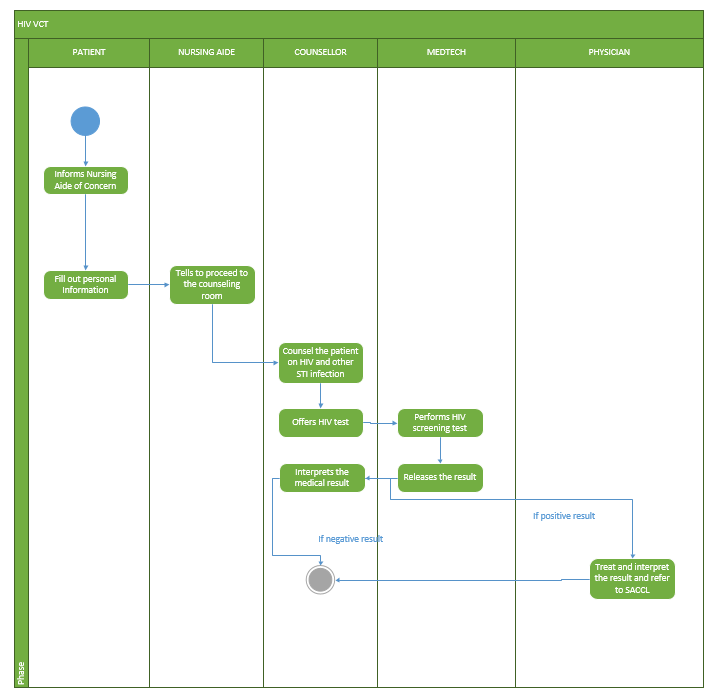 HIV VCT
PATIENT
NURSING AIDE
COUNSELLOR
MEDTECH
PHYSICIAN
Informs Nursing
Aide of Concern
Fill out personal
Information
Tells to proceed to
the counseling
room
Counsel the patient
on HIV and other
STI infection
Offers HIV test
Performs HIV
screening test
Interprets the
medical result
Releases the result
If positive result
If negative result
Treat and interpret
the result and refer
to SACCL
Phase